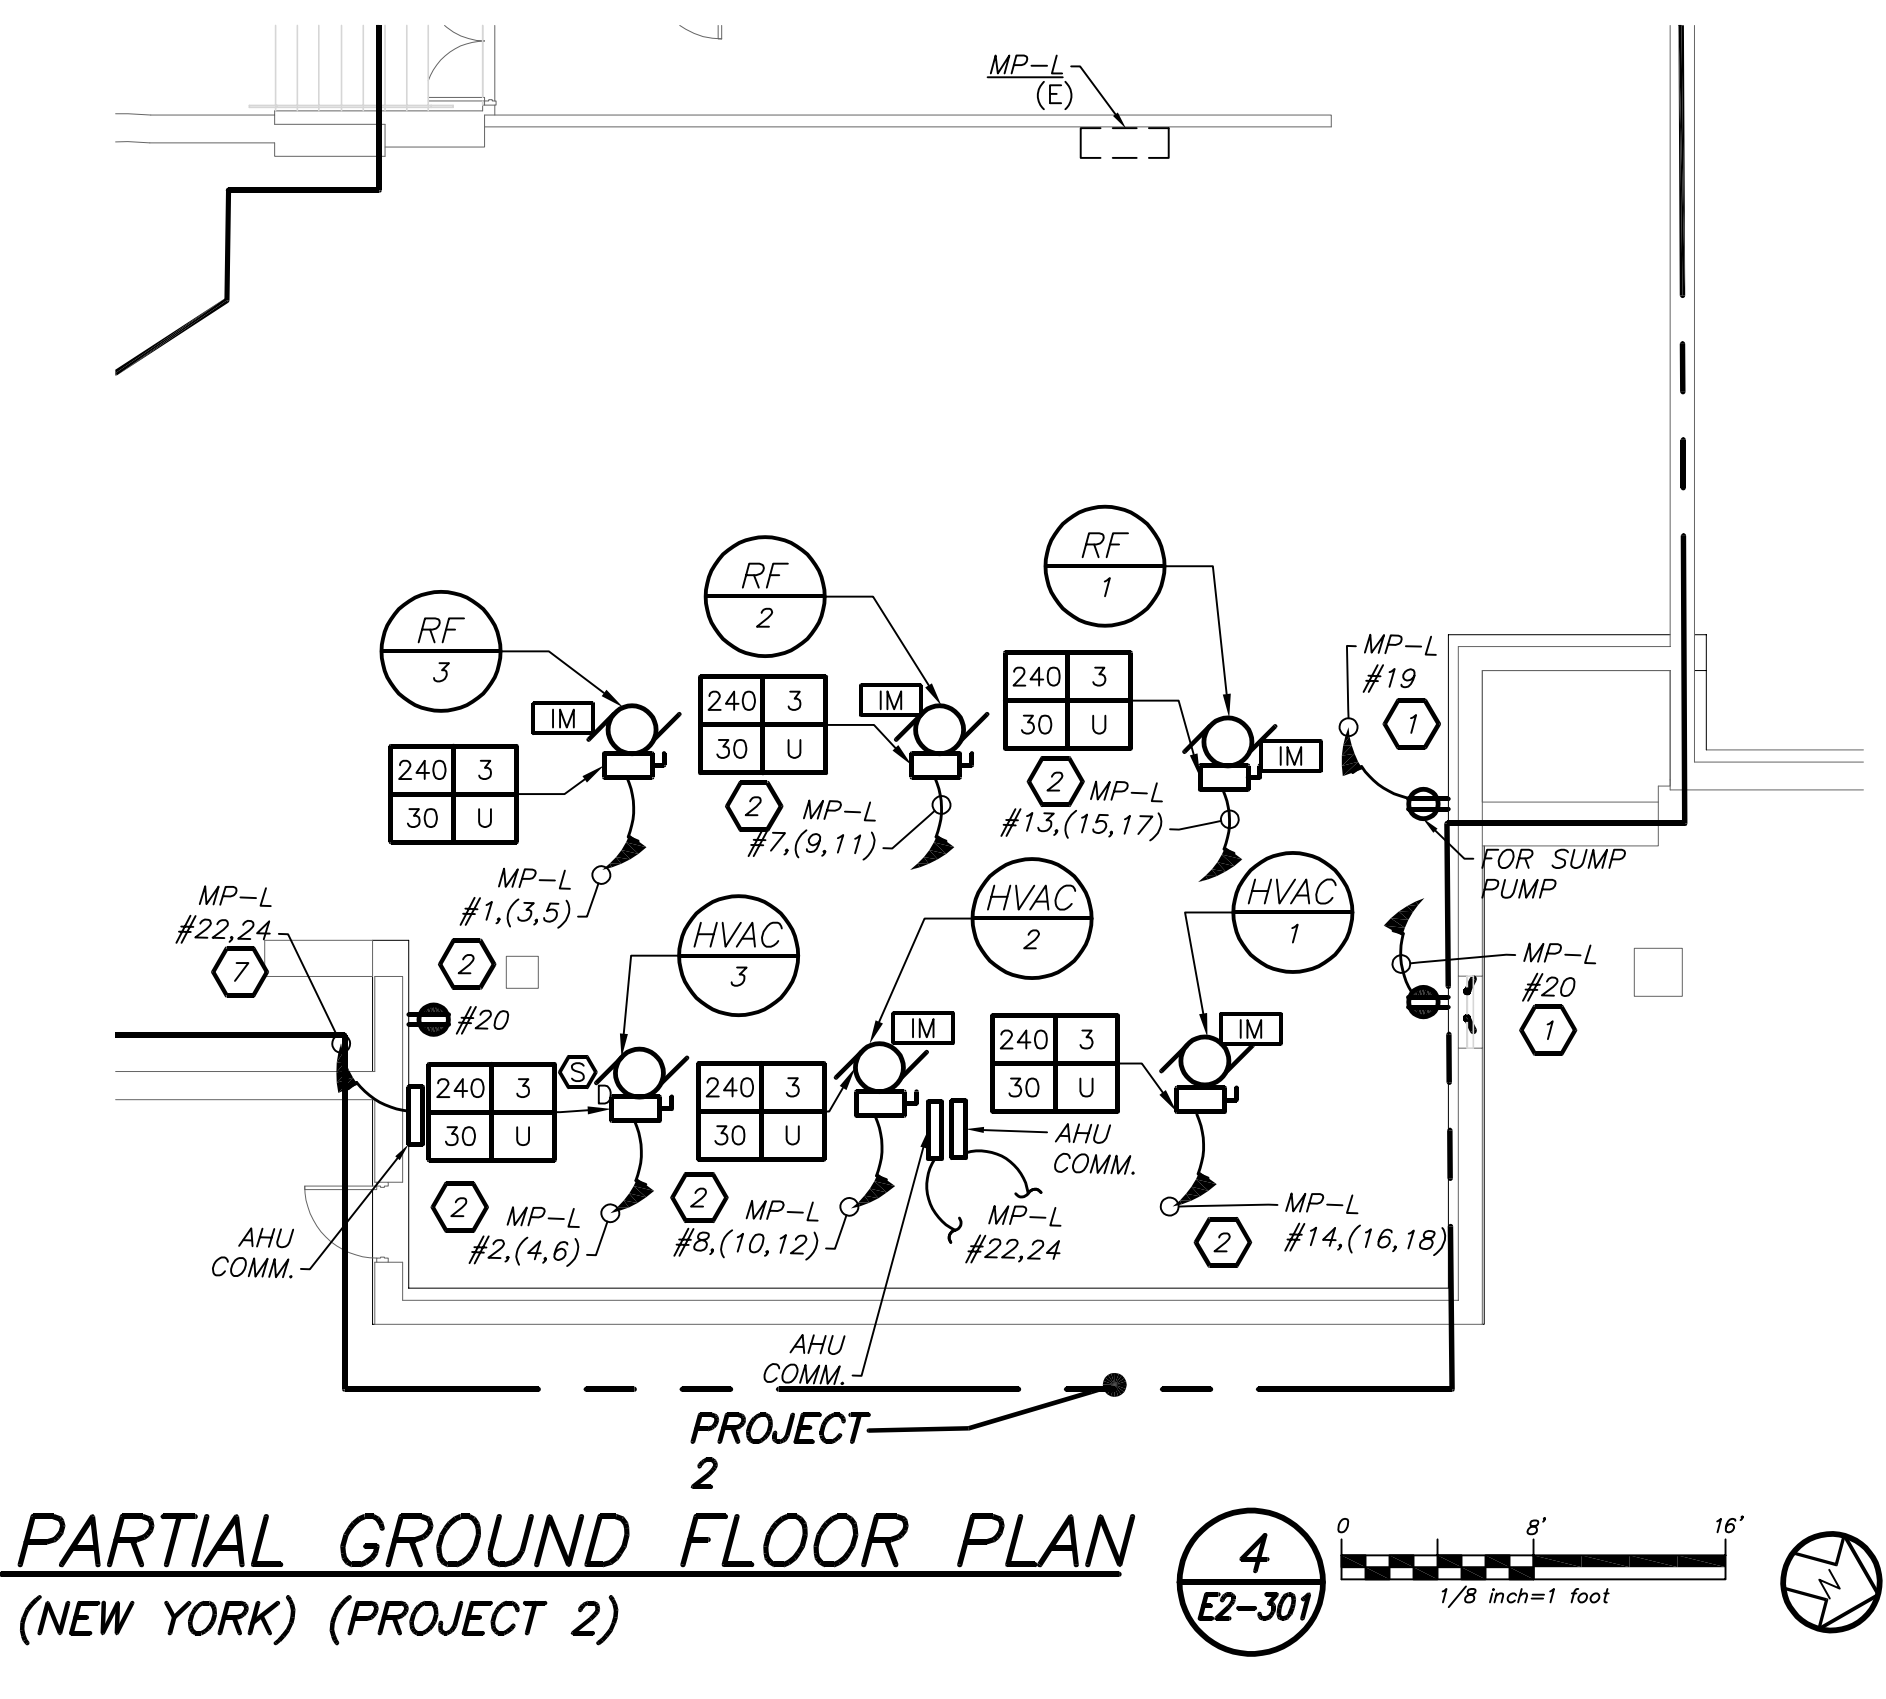 MP-L
(E)
RF
1
RF
2
RF
3
MP-L
#19
1
240 3
30 U
IM
240 3
30 U
IM
240 3
30 U
IM
2
MP-L
#13,(15,17)
2
MP-L
#7,(9,11)
FOR SUMP
PUMP
MP-L
#1,(3,5)
2
MP-L
#22,24
7
HVAC
3
HVAC
2
HVAC
1
MP-L
#20
1
#20
240 3
30 U
S
D
240 3
30 U
IM
240 3
30 U
IM
AHU
COMM.
2
MP-L
#2,(4,6)
2
MP-L
#8,(10,12)
MP-L
#22,24
2
MP-L
#14,(16,18)
AHU
COMM.
AHU
COMM.
PROJECT
2
PARTIAL GROUND FLOOR PLAN
(NEW YORK) (PROJECT 2)
4
E2-301
0 8' 16'
1/8 inch=1 foot
N